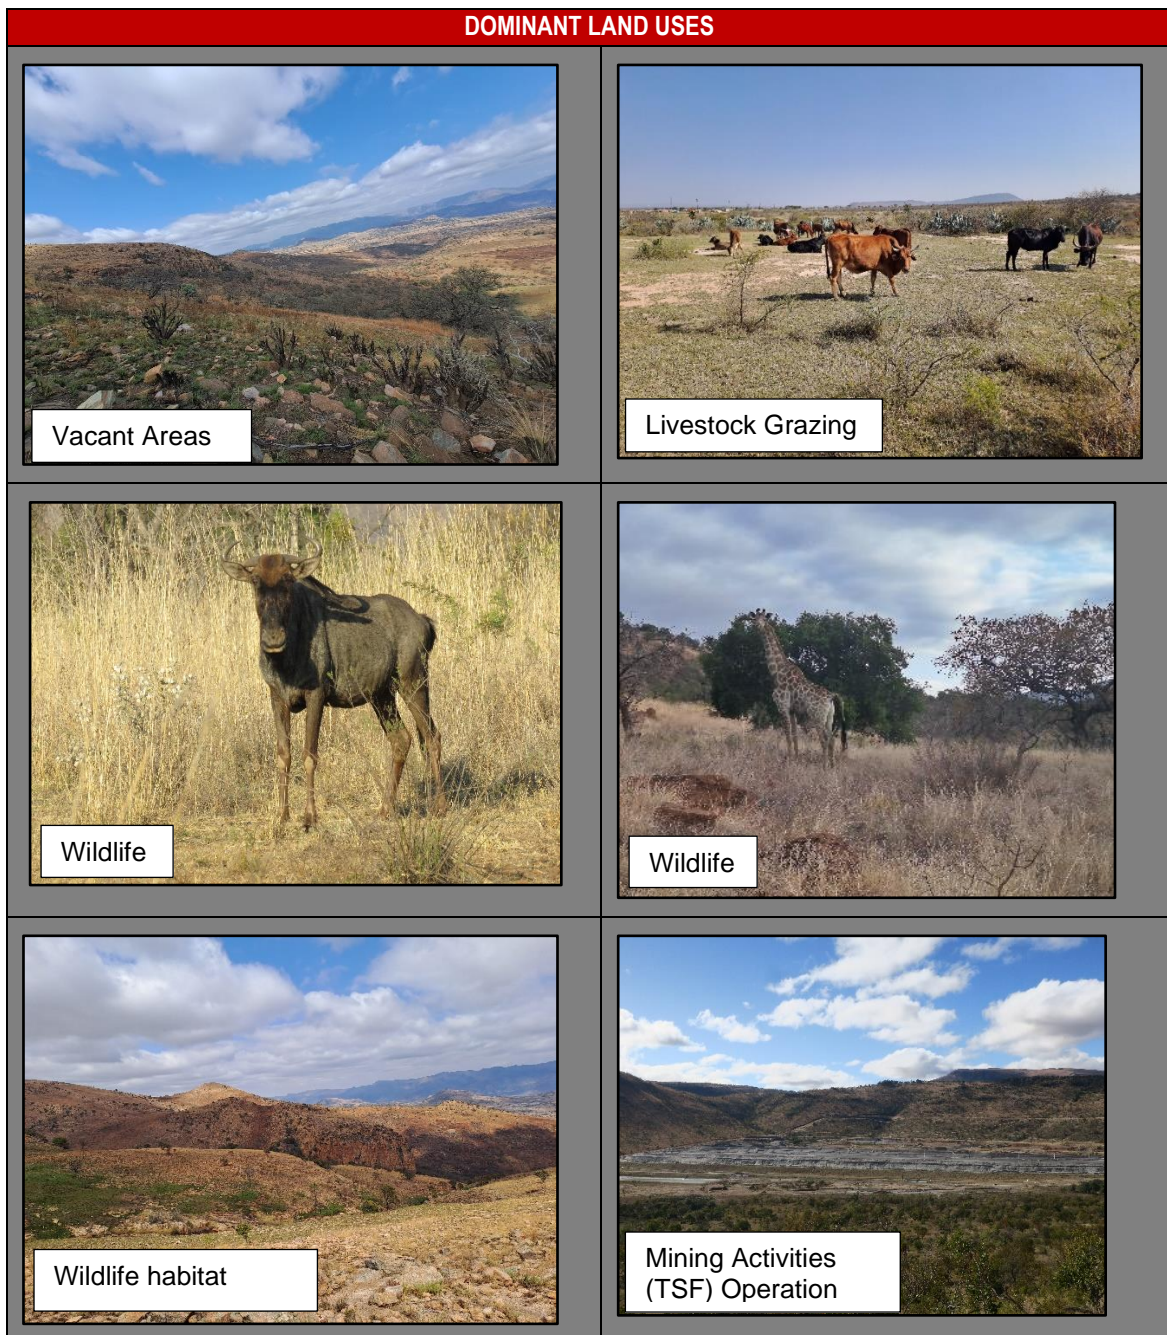 DOMINANT LAND USES
Vacant Areas
Livestock Grazing
Wildlife
Wildlife
Wildlife habitat
Mining Activities
(TSF) Operation